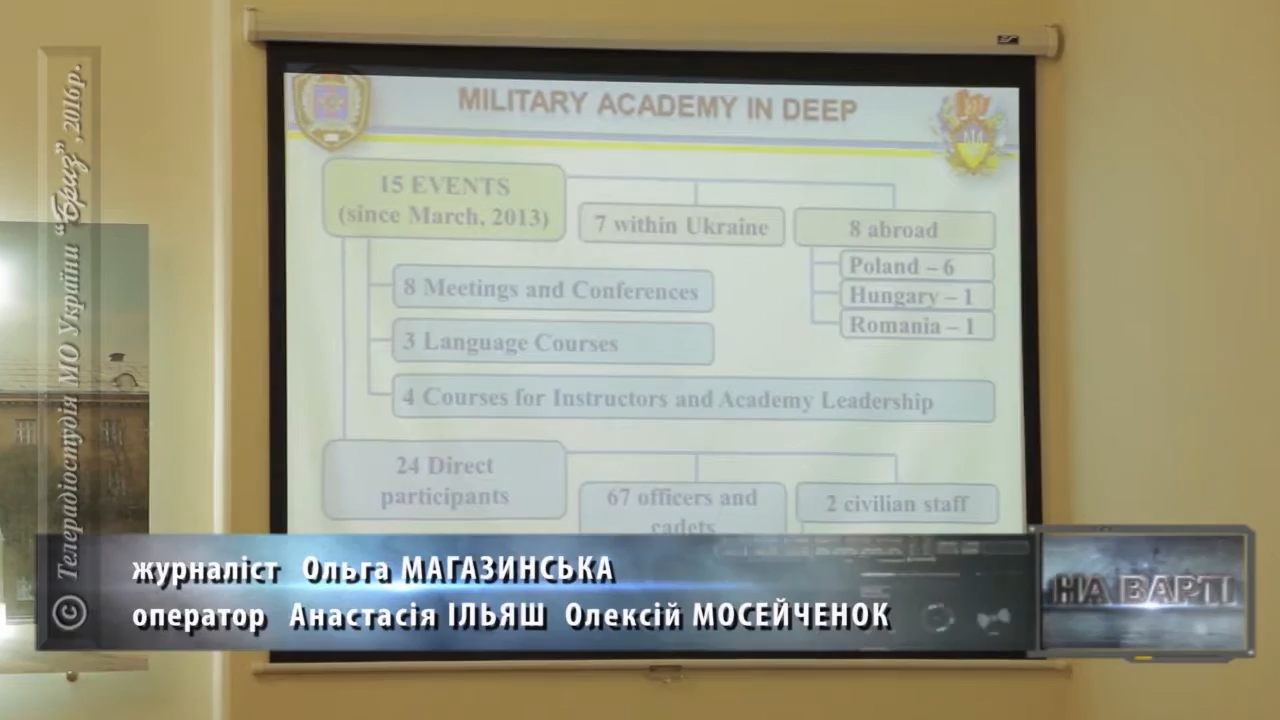 MILITARY ACADEMY IN DEEP
15 EVENTS
(since March, 2013)
7 within Ukraine
8 abroad
Poland – 6
Hungary – 1
Romania – 1
8 Meetings and Conferences
3 Language Courses
4 Courses for Instructors and Academy Leadership
24 Direct
participants
67 officers and
cadets
2 civilian staff
журналіст Ольга МАГАЗИНСЬКА
оператор Анастасія ІЛЬЯШ Олексій МОСЕЙЧЕНОК
НА ВАРТІ
© Телерадіостудія МО України “Бриз”, 2016р.